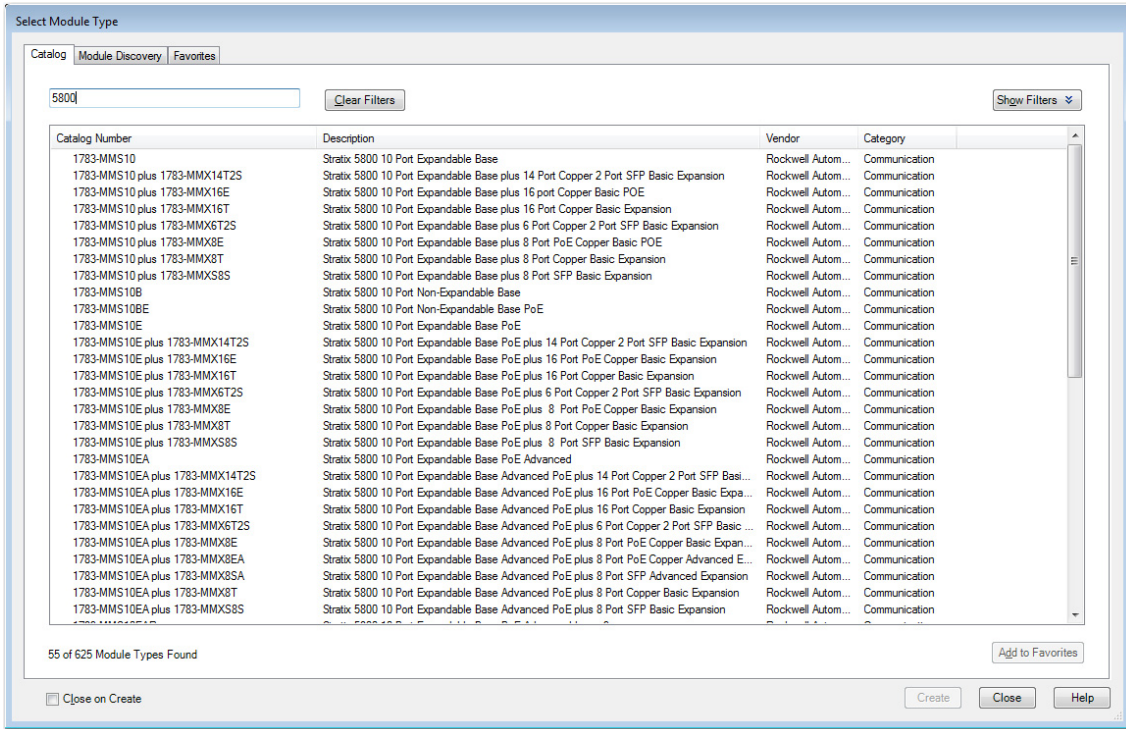 Select Module Type
Catalog Module Discovery Favorites
5800 Clear Filters Show Filters
Catalog Number Description Vendor Category
1783-MMS10 Stratix 5800 10 Port Expandable Base Rockwell Autom... Communication
1783-MMS10 plus 1783-MMX14T2S Stratix 5800 10 Port Expandable Base plus 14 Port Copper 2 Port SFP Basic Expansion Rockwell Autom... Communication
1783-MMS10 plus 1783-MMX16E Stratix 5800 10 Port Expandable Base plus 16 port Copper Basic POE Rockwell Autom... Communication
1783-MMS10 plus 1783-MMX16T Stratix 5800 10 Port Expandable Base plus 16 Port Copper Basic Expansion Rockwell Autom... Communication
1783-MMS10 plus 1783-MMX6T2S Stratix 5800 10 Port Expandable Base plus 6 Port Copper 2 Port SFP Basic Expansion Rockwell Autom... Communication
1783-MMS10 plus 1783-MMX8E Stratix 5800 10 Port Expandable Base plus 8 Port PoE Copper Basic POE Rockwell Autom... Communication
1783-MMS10 plus 1783-MMX8T Stratix 5800 10 Port Expandable Base plus 8 Port Copper Basic Expansion Rockwell Autom... Communication
1783-MMS10 plus 1783-MMXS8S Stratix 5800 10 Port Expandable Base plus 8 Port SFP Basic Expansion Rockwell Autom... Communication
1783-MMS10B Stratix 5800 10 Port Non-Expandable Base Rockwell Autom... Communication
1783-MMS10BE Stratix 5800 10 Port Non-Expandable Base PoE Rockwell Autom... Communication
1783-MMS10E Stratix 5800 10 Port Expandable Base PoE Rockwell Autom... Communication
1783-MMS10E plus 1783-MMX14T2S Stratix 5800 10 Port Expandable Base PoE plus 14 Port Copper 2 Port SFP Basic Expansion Rockwell Autom... Communication
1783-MMS10E plus 1783-MMX16E Stratix 5800 10 Port Expandable Base PoE plus 16 Port PoE Copper Basic Expansion Rockwell Autom... Communication
1783-MMS10E plus 1783-MMX16T Stratix 5800 10 Port Expandable Base PoE plus 16 Port Copper Basic Expansion Rockwell Autom... Communication
1783-MMS10E plus 1783-MMX6T2S Stratix 5800 10 Port Expandable Base PoE plus 6 Port Copper 2 Port SFP Basic Expansion Rockwell Autom... Communication
1783-MMS10E plus 1783-MMX8E Stratix 5800 10 Port Expandable Base PoE plus 8 Port PoE Copper Basic Expansion Rockwell Autom... Communication
1783-MMS10E plus 1783-MMX8T Stratix 5800 10 Port Expandable Base PoE plus 8 Port Copper Basic Expansion Rockwell Autom... Communication
1783-MMS10E plus 1783-MMXS8S Stratix 5800 10 Port Expandable Base PoE plus 8 Port SFP Basic Expansion Rockwell Autom... Communication
1783-MMS10EA Stratix 5800 10 Port Expandable Base PoE Advanced Rockwell Autom... Communication
1783-MMS10EA plus 1783-MMX14T2S Stratix 5800 10 Port Expandable Base Advanced PoE plus 14 Port Copper 2 Port SFP Basi... Rockwell Autom... Communication
1783-MMS10EA plus 1783-MMX16E Stratix 5800 10 Port Expandable Base Advanced PoE plus 16 Port PoE Copper Basic Expa... Rockwell Autom... Communication
1783-MMS10EA plus 1783-MMX16T Stratix 5800 10 Port Expandable Base Advanced PoE plus 16 Port Copper Basic Expansion Rockwell Autom... Communication
1783-MMS10EA plus 1783-MMX6T2S Stratix 5800 10 Port Expandable Base Advanced PoE plus 6 Port Copper 2 Port SFP Basic ... Rockwell Autom... Communication
1783-MMS10EA plus 1783-MMX8E Stratix 5800 10 Port Expandable Base Advanced PoE plus 8 Port PoE Copper Basic Expan... Rockwell Autom... Communication
1783-MMS10EA plus 1783-MMX8EA Stratix 5800 10 Port Expandable Base Advanced PoE plus 8 Port PoE Copper Advanced E... Rockwell Autom... Communication
1783-MMS10EA plus 1783-MMX8SA Stratix 5800 10 Port Expandable Base Advanced PoE plus 8 Port SFP Advanced Expansion Rockwell Autom... Communication
1783-MMS10EA plus 1783-MMX8T Stratix 5800 10 Port Expandable Base Advanced PoE plus 8 Port Copper Basic Expansion Rockwell Autom... Communication
1783-MMS10EA plus 1783-MMXS8S Stratix 5800 10 Port Expandable Base Advanced PoE plus 8 Port SFP Basic Expansion Rockwell Autom... Communication
55 of 625 Module Types Found Add to Favorites
Close on Create Create Close Help